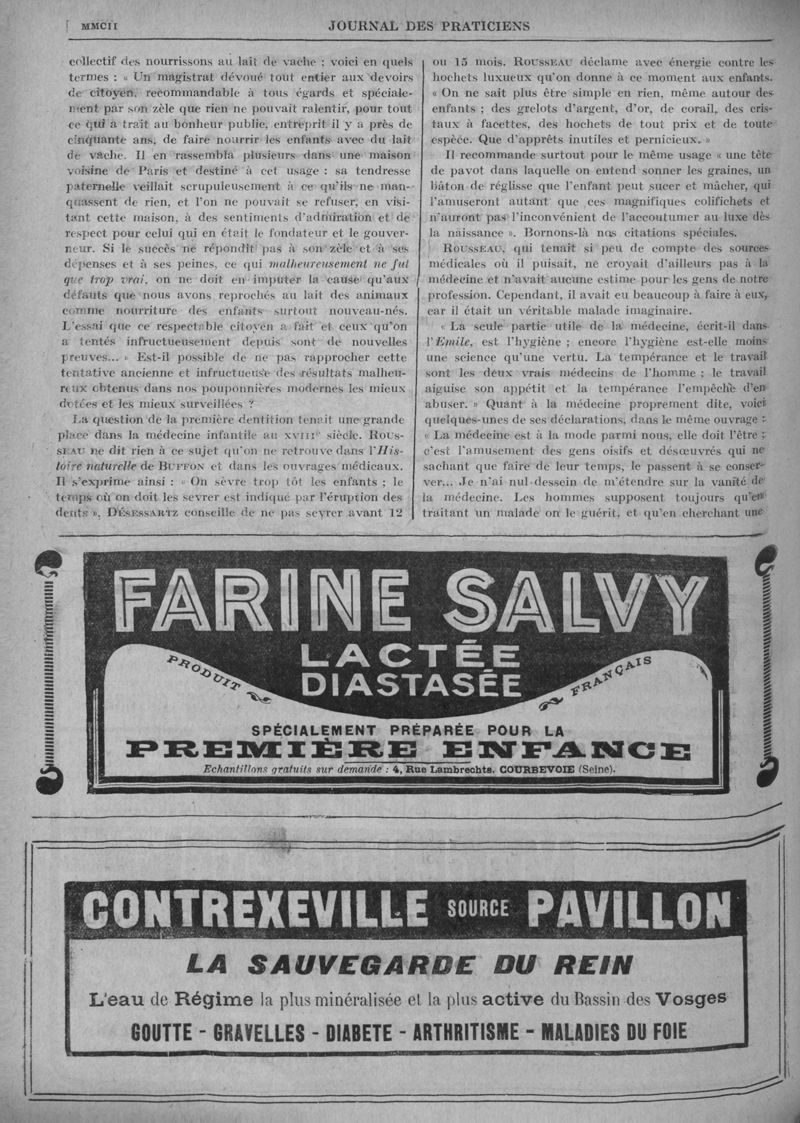 MMCII
JOURNAL DES PRATICIENS
collectif des nourrissons au lait de vache ; voici en quels
termes : « Un magistrat dévoué tout entier aux devoirs
de citoyen, recommandable à tous égards et spéciale-
ment par son zèle que rien ne pouvait ralentir, pour tout
ce qui a trait au bonheur public, entreprit il y a près de
cinquante ans, de faire nourrir les enfants avec du lait
de vache. Il en rassembla plusieurs dans une maison
voisine de Paris et destiné à cet usage : sa tendresse
paternelle veillait scrupuleusement à ce qu'ils ne man-
quassent de rien, et l'on ne pouvait se refuser, en visi-
tant cette maison, à des sentiments d'admiration et de
respect pour celui qui en était le fondateur et le gouver-
neur. Si le succès ne répondit pas à son zèle et à ses
dépenses et à ses peines, ce qui malheureusement ne fut
que trop vrai, on ne doit en imputer la cause qu'aux
défauts que nous avons reprochés au lait des animaux
comme nourriture des enfants surtout nouveau-nés.
L'essai que ce respectable citoyen a fait et ceux qu'on
a tentés infructueusement depuis sont de nouvelles
preuves... » Est-il possible de ne pas rapprocher cette
tentative ancienne et infructueuse des résultats malheu-
reux obtenus dans nos pouponnières modernes les mieux
dotées et les mieux surveillées ?
La question de la première dentition tenait une grande
place dans la médecine infantile au XVIIIe siècle. ROUS-
SEAU ne dit rien à ce sujet qu'on ne retrouve dans l'His-
toire naturelle de BUFFON et dans les ouvrages médicaux.
Il s'exprime ainsi : « On sèvre trop tôt les enfants ; le
temps où on doit les sevrer est indiqué par l'éruption des
dents ». DÉSESSARTZ conseille de ne pas sevrer avant 12
ou 15 mois. ROUSSEAU déclame avec énergie contre les
hochets luxueux qu'on donne à ce moment aux enfants.
« On ne sait plus être simple en rien, même autour des
enfants ; des grelots d'argent, d'or, de corail, des cris-
taux à facettes, des hochets de tout prix et de toute
espèce. Que d'apprêts inutiles et pernicieux. »
Il recommande surtout pour le même usage « une tête
de pavot dans laquelle on entend sonner les graines, un
bâton de réglisse que l'enfant peut sucer et mâcher, qui
l'amuseront autant que ces magnifiques colifichets et
n'auront pas l'inconvénient de l'accoutumer au luxe dès
la naissance ». Bornons-là nos citations spéciales.
ROUSSEAU, qui tenait si peu de compte des sources
médicales où il puisait, ne croyait d'ailleurs pas à la
médecine et n'avait aucune estime pour les gens de notre
profession. Cependant, il avait eu beaucoup à faire à eux,
car il était un véritable malade imaginaire.
« La seule partie utile de la médecine, écrit-il dans
l'Emile, est l'hygiène ; encore l'hygiène est-elle moins
une science qu'une vertu. La tempérance et le travail
sont les deux vrais médecins de l'homme ; le travail
aiguise son appétit et la tempérance l'empêche d'en
abuser. » Quant à la médecine proprement dite, voici
quelques-unes de ses déclarations, dans le même ouvrage :
« La médecine est à la mode parmi nous, elle doit l'être ;
c'est l'amusement des gens oisifs et désœuvrés qui ne
sachant que faire de leur temps, le passent à se conser-
ver... Je n'ai nul dessein de m'étendre sur la vanité de
la médecine. Les hommes supposent toujours qu'en
traitant un malade on le guérit, et qu'en cherchant une
FARINE SALVY
LACTÉE
DIASTASÉE
PRODUIT FRANÇAIS
SPÉCIALEMENT PRÉPARÉE POUR LA
PREMIÈRE ENFANCE
Echantillons gratuits sur demande : 4, Rue Lambrechts. COURBEVOIE (Seine).
CONTREXEVILLE SOURCE PAVILLON
LA SAUVEGARDE DU REIN
L'eau de Régime la plus minéralisée et la plus active du Bassin des Vosges
GOUTTE - GRAVELLES - DIABETE - ARTHRITISME - MALADIES DU FOIE